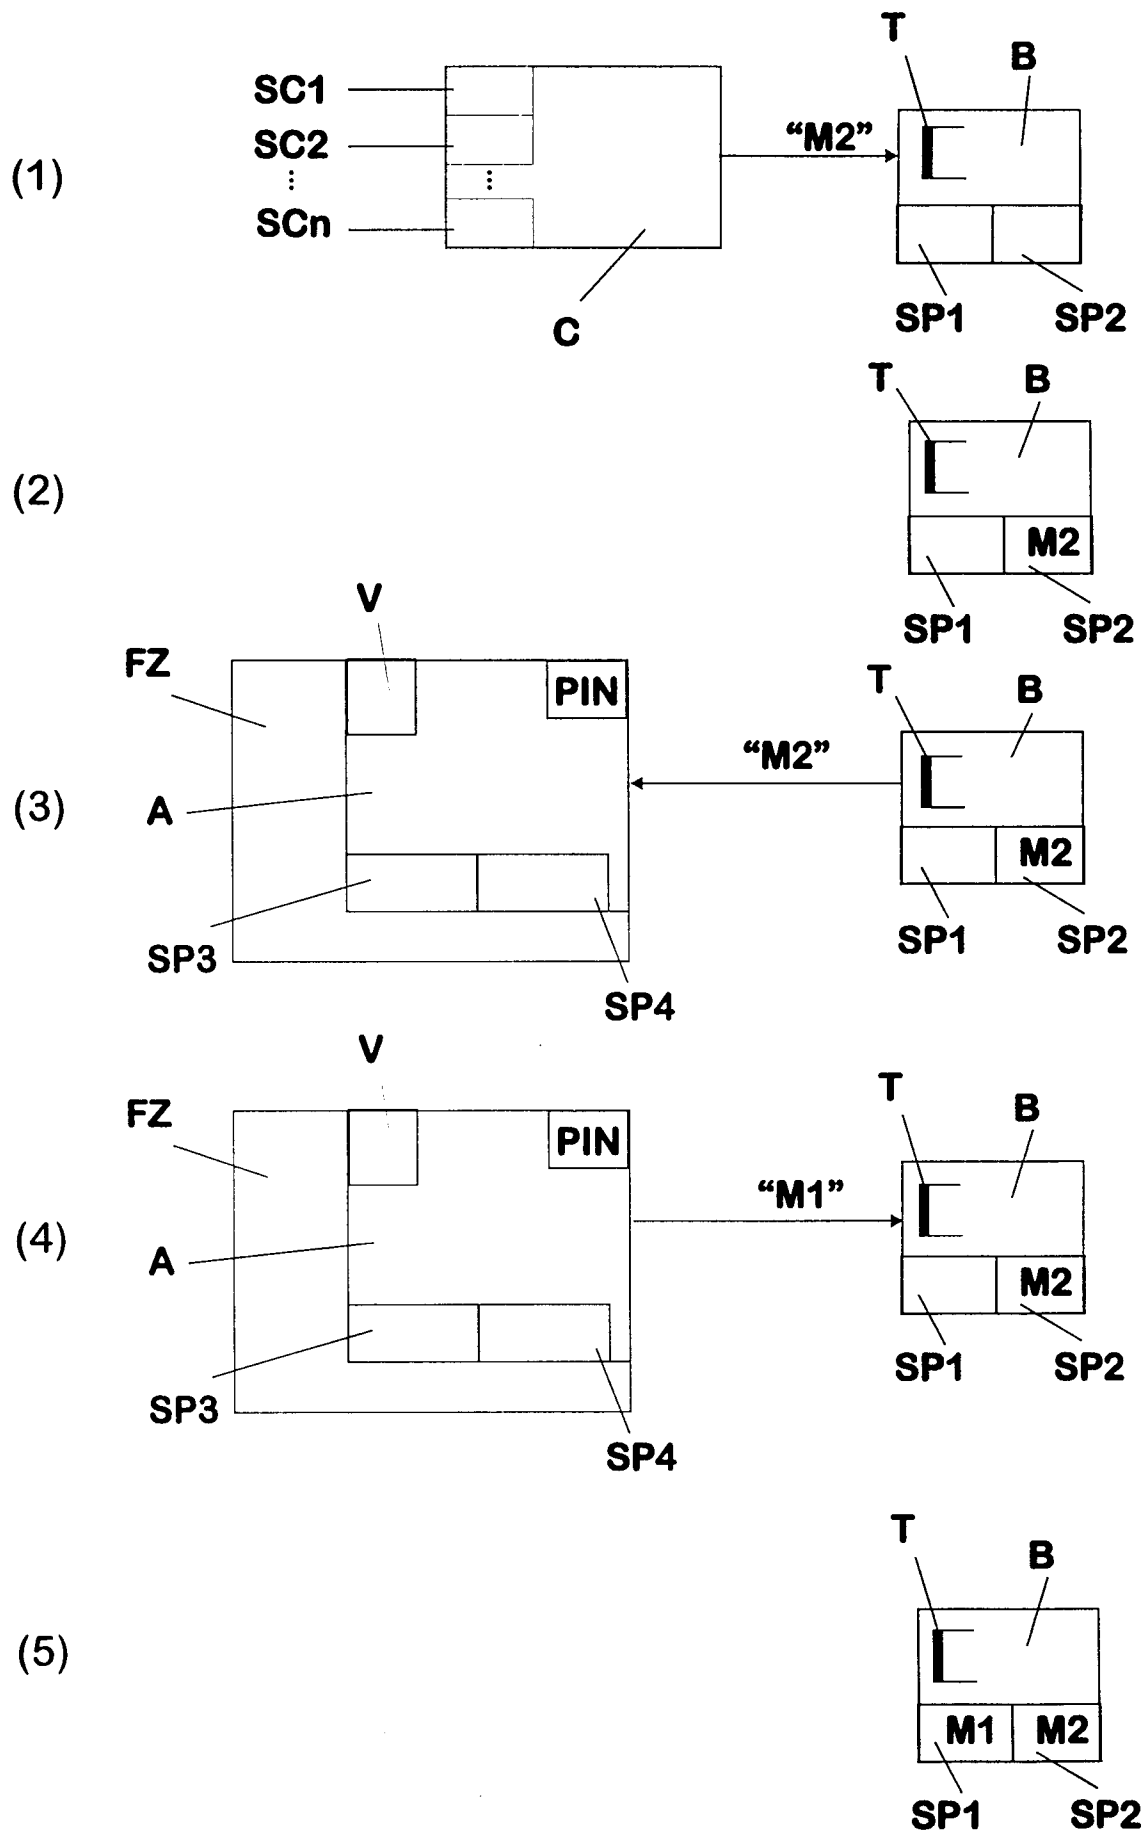 T
B
SC1
SC2
⋮
⋮
SCn
(1)
“M2”
C
SP1
SP2
T
B
(2)
M2
SP1
SP2
V
FZ
PIN
T
B
“M2”
(3)
A
M2
SP3
SP4
SP1
SP2
V
FZ
PIN
T
B
“M1”
(4)
A
M2
SP3
SP4
SP1
SP2
T
B
(5)
M1
M2
SP1
SP2